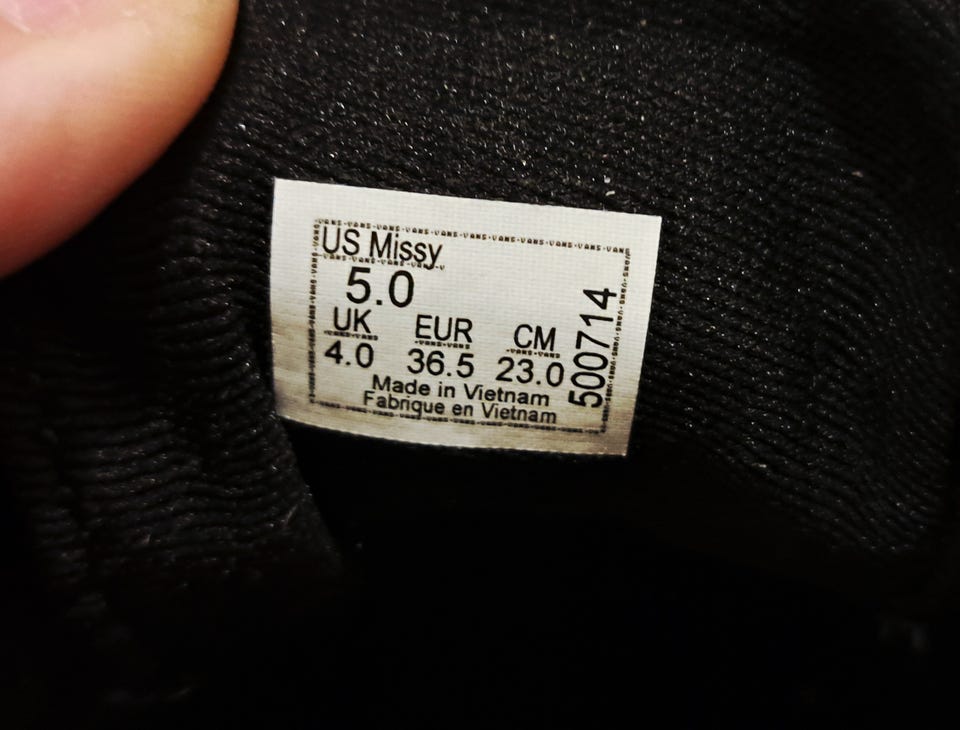 US Missy
5.0
UK EUR CM
4.0 36.5 23.0
Made in Vietnam
Fabrique en Vietnam
500714